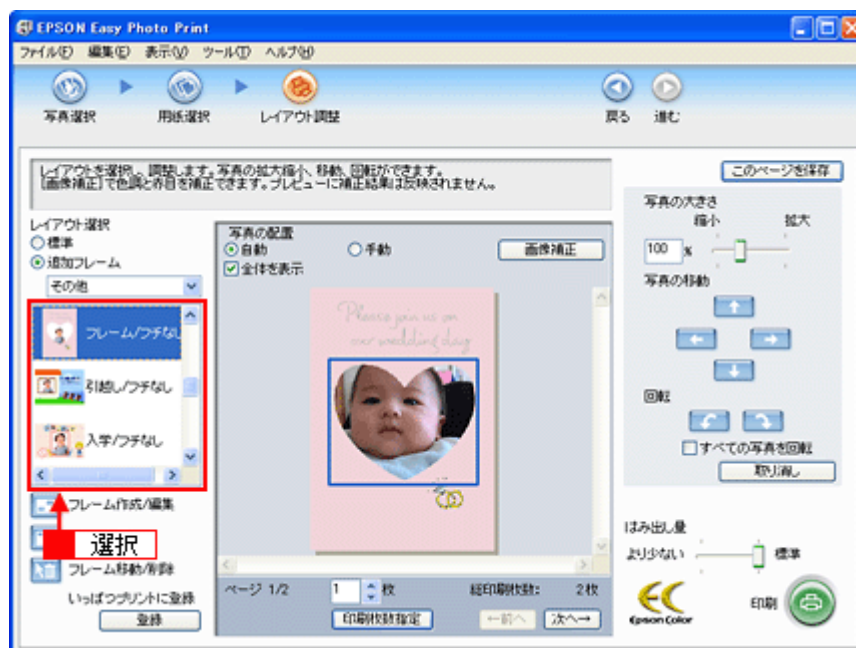 EPSON Easy Photo Print
ファイル(F) 編集(E) 表示(V) ツール(T) ヘルプ(H)
写真選択 用紙選択 レイアウト調整 戻る 進む
レイアウトを選択し、調整します。写真の拡大縮小、移動、回転ができます。
[画像補正]で色調と赤目を補正できます。プレビューに補正結果は反映されません。
このページを保存
レイアウト選択
標準
追加フレーム
その他
フレーム/フチなし
引越し/フチなし
入学/フチなし
フレーム作成/編集
選択
フレーム移動/削除
いっぱつプリントに登録
登録
写真の配置
自動 手動 画像補正
全体を表示
Please join us on
our wedding day
ページ 1/2 1 枚 総印刷枚数: 2枚
印刷枚数指定 ←前へ 次へ→
写真の大きさ
縮小 拡大
100 %
写真の移動
回転
すべての写真を回転
取り消し
はみ出し量
より少ない 標準
Epson Color
印刷